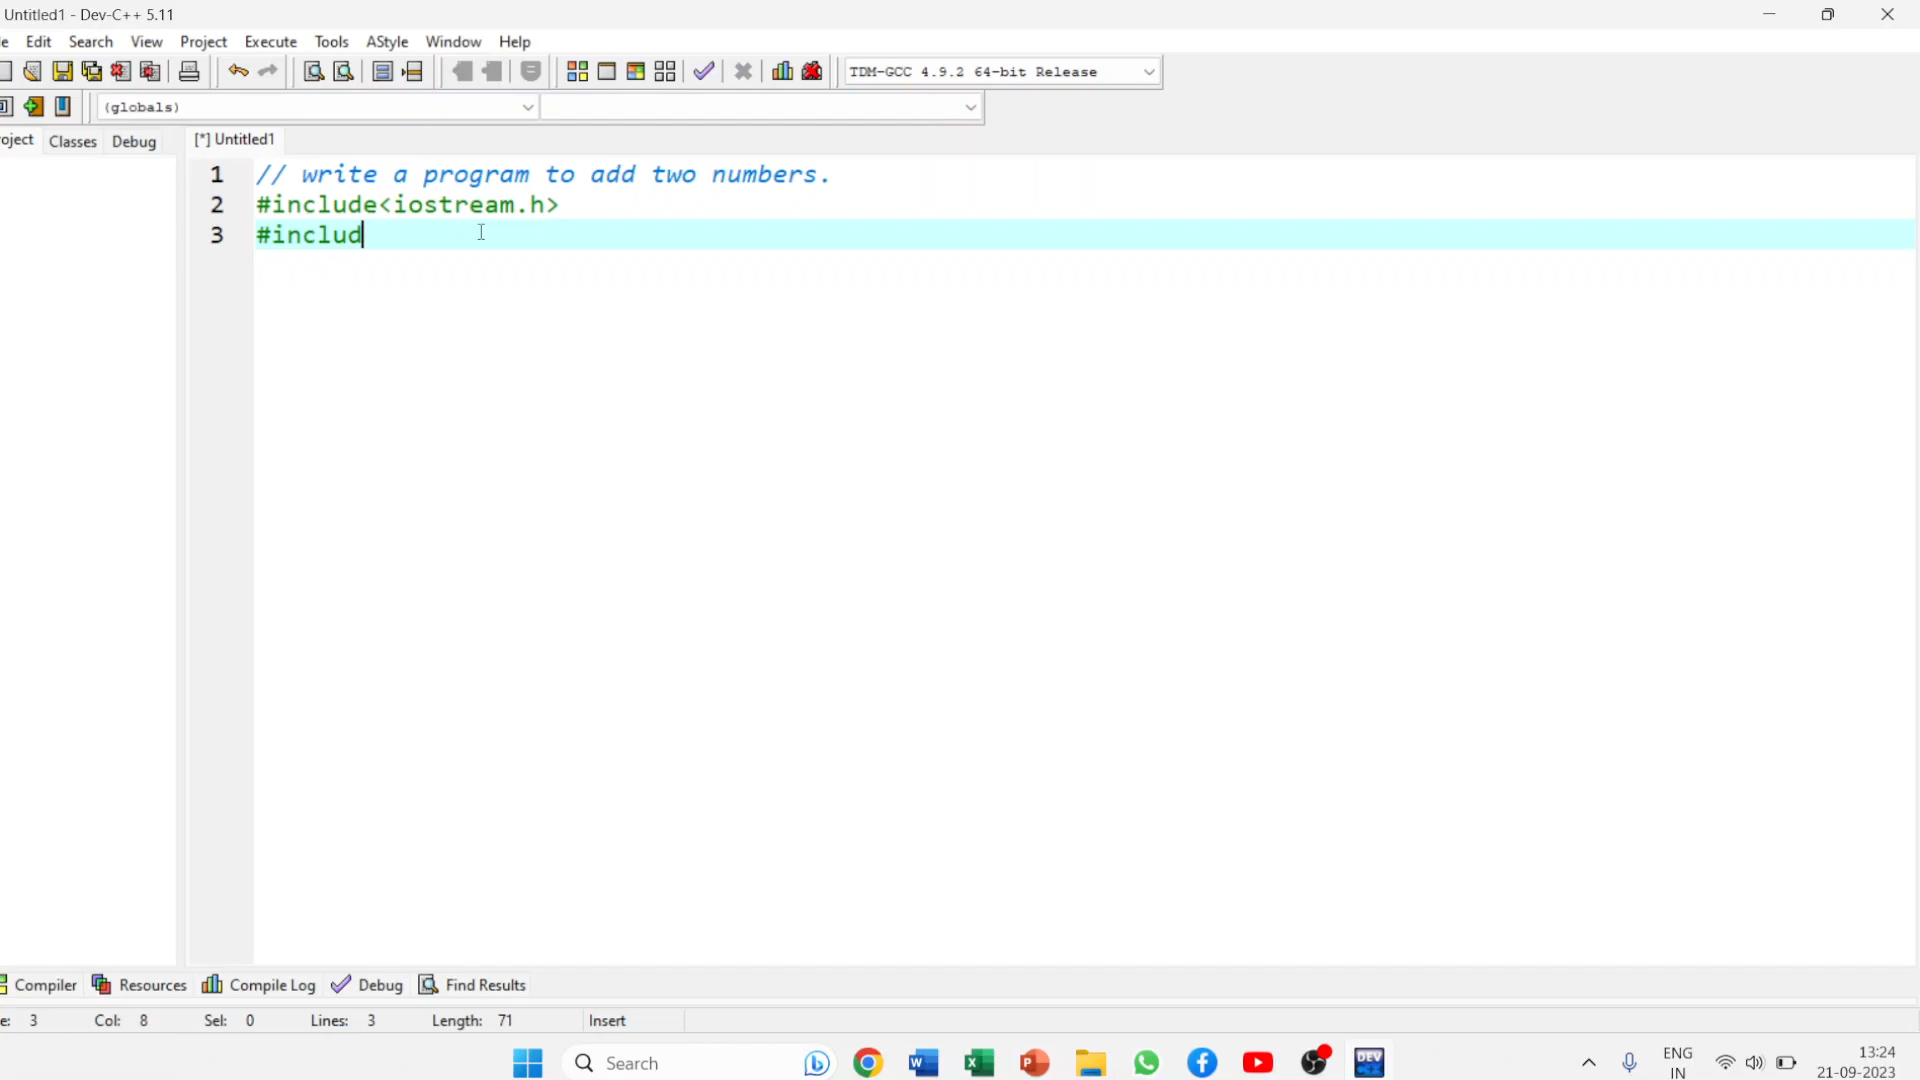 Untitled1 - Dev-C++ 5.11
e Edit Search View Project Execute Tools AStyle Window Help
TDM-GCC 4.9.2 64-bit Release
(globals)
roject Classes Debug [*] Untitled1
1 // write a program to add two numbers.
2 #include<iostream.h>
3 #includ
Compiler Resources Compile Log Debug Find Results
e: 3 Col: 8 Sel: 0 Lines: 3 Length: 71 Insert
Search
DEV C++
ENG
IN
13:24
21-09-2023